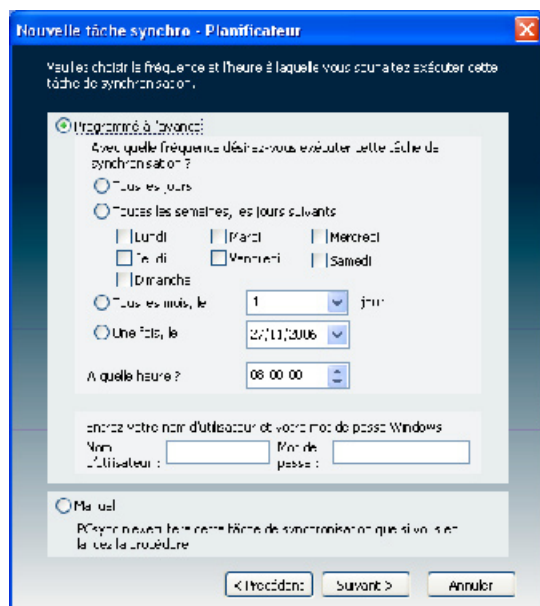 Nouvelle tâche synchro - Planificateur
Veuillez choisir la fréquence et l'heure à laquelle vous souhaitez exécuter cette
tâche de synchronisation.
Programmé à l'avance
Avec quelle fréquence désirez-vous exécuter cette tâche de
synchronisation ?
Tous les jours
Toutes les semaines, les jours suivants
Lundi Mardi Mercredi
Jeudi Vendredi Samedi
Dimanche
Tous les mois, le 1 jour
Une fois, le 27/11/2006
A quelle heure ? 08:00:00
Entrez votre nom d'utilisateur et votre mot de passe Windows
Nom Mot de
d'utilisateur : passe :
Manuel
PCsync n'exécutera cette tâche de synchronisation que si vous en
lancez la procédure
< Précédent Suivant > Annuler